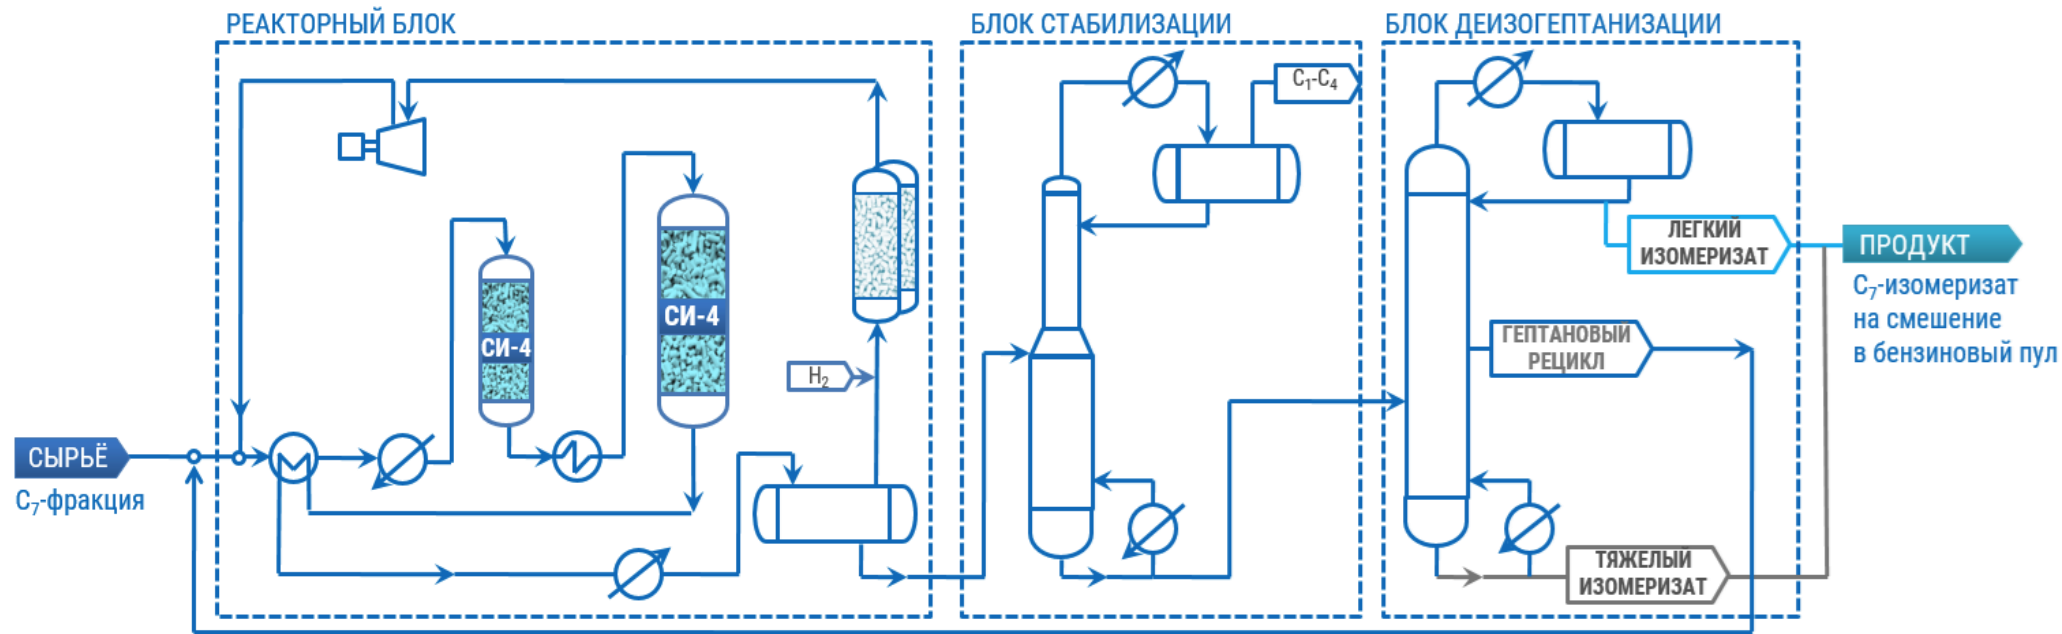 РЕАКТОРНЫЙ БЛОК
БЛОК СТАБИЛИЗАЦИИ
БЛОК ДЕИЗОГЕПТАНИЗАЦИИ
C₁-C₄
ЛЕГКИЙ
ИЗОМЕРИЗАТ
ПРОДУКТ
C₇-изомеризат
на смешение
в бензиновый пул
СИ-4
СИ-4
H₂
ГЕПТАНОВЫЙ
РЕЦИКЛ
СЫРЬЁ
C₇-фракция
ТЯЖЕЛЫЙ
ИЗОМЕРИЗАТ